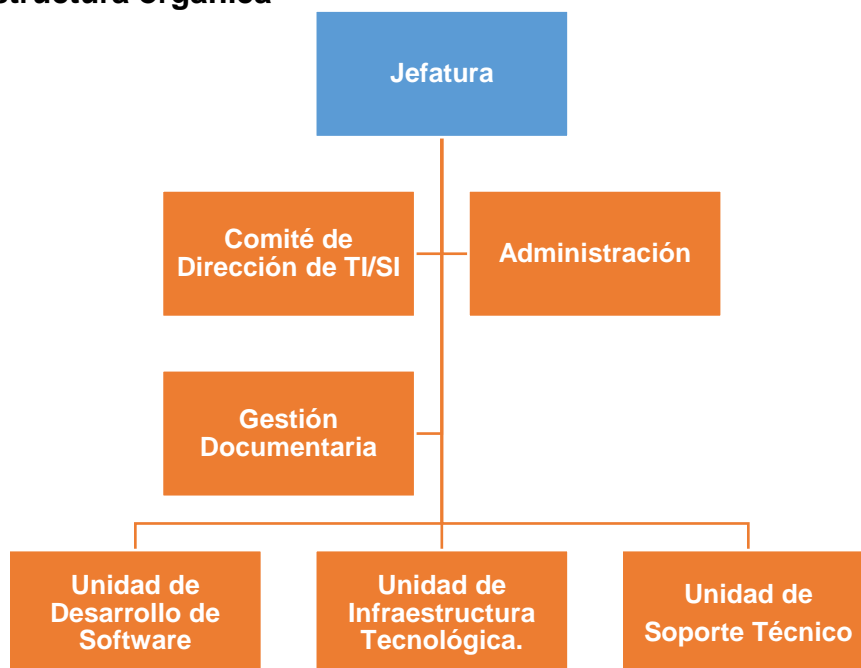 Jefatura
Comité de
Dirección de TI/SI
Administración
Gestión
Documentaria
Unidad de
Desarrollo de
Software
Unidad de
Infraestructura
Tecnológica.
Unidad de
Soporte Técnico